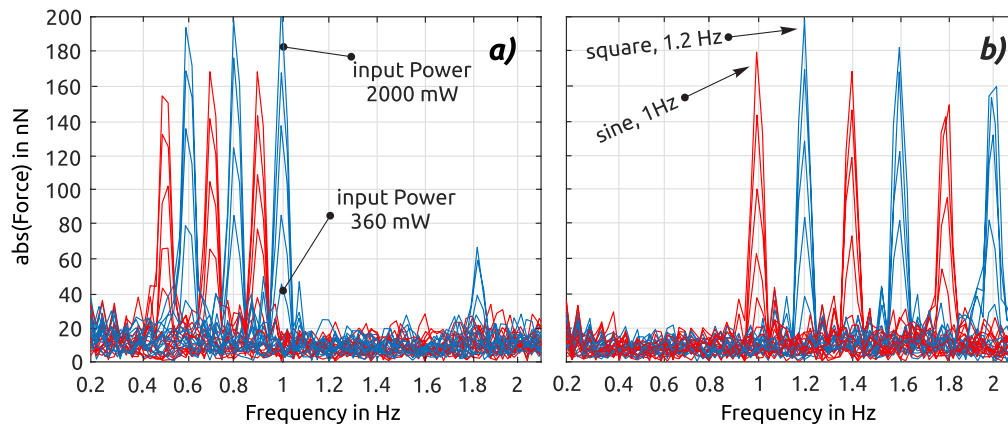 200
180
160
140
120
100
80
60
40
20
0
abs(Force) in nN
a)
input Power
2000 mW
input Power
360 mW
0.2 0.4 0.6 0.8 1 1.2 1.4 1.6 1.8 2
Frequency in Hz
b)
square, 1.2 Hz
sine, 1Hz
0.2 0.4 0.6 0.8 1 1.2 1.4 1.6 1.8 2
Frequency in Hz